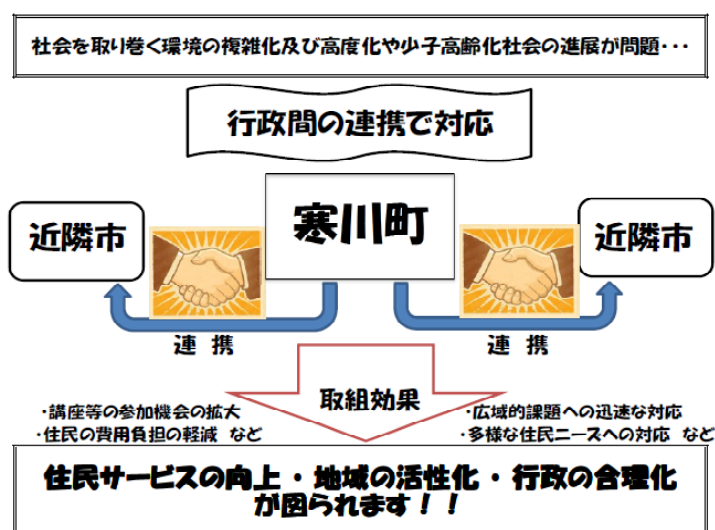 社会を取り巻く環境の複雑化及び高度化や少子高齢化社会の進展が問題・・・
行政間の連携で対応
近隣市
寒川町
近隣市
連 携
連 携
取組効果
・講座等の参加機会の拡大
・住民の費用負担の軽減 など
・広域的課題への迅速な対応
・多様な住民ニーズへの対応 など
住民サービスの向上・地域の活性化・行政の合理化
が図られます！！